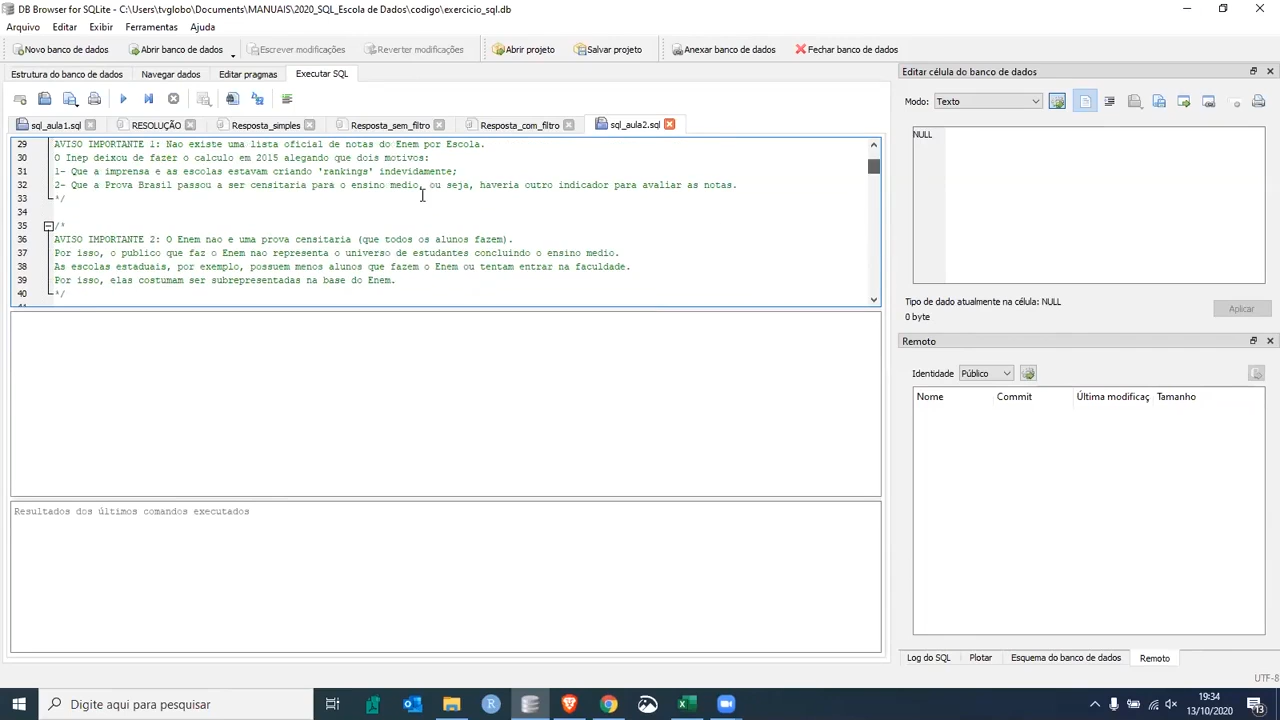 DB Browser for SQLite - C:\Users\tvglobo\Documents\MANUAIS\2020_SQL_Escola de Dados\codigo\exercicio_sql.db
Arquivo Editar Exibir Ferramentas Ajuda
Novo banco de dados Abrir banco de dados Escrever modificações Reverter modificações Abrir projeto Salvar projeto Anexar banco de dados Fechar banco de dados
Estrutura do banco de dados Navegar dados Editar pragmas Executar SQL
sql_aula1.sql RESOLUÇÃO Resposta_simples Resposta_sem_filtro Resposta_com_filtro sql_aula2.sql
29 AVISO IMPORTANTE 1: Nao existe uma lista oficial de notas do Enem por Escola.
30 O Inep deixou de fazer o calculo em 2015 alegando que dois motivos:
31 1- Que a imprensa e as escolas estavam criando 'rankings' indevidamente;
32 2- Que a Prova Brasil passou a ser censitaria para o ensino medio, ou seja, haveria outro indicador para avaliar as notas.
33 */
34
35 /*
36 AVISO IMPORTANTE 2: O Enem nao e uma prova censitaria (que todos os alunos fazem).
37 Por isso, o publico que faz o Enem nao representa o universo de estudantes concluindo o ensino medio.
38 As escolas estaduais, por exemplo, possuem menos alunos que fazem o Enem ou tentam entrar na faculdade.
39 Por isso, elas costumam ser subrepresentadas na base do Enem.
40 */
Resultados dos últimos comandos executados
Editar célula do banco de dados
Modo: Texto
NULL
Tipo de dado atualmente na célula: NULL
0 byte
Aplicar
Remoto
Identidade Público
Nome Commit Última modificaç Tamanho
Log do SQL Plotar Esquema do banco de dados Remoto
UTF-8
Digite aqui para pesquisar
19:34
13/10/2020
13